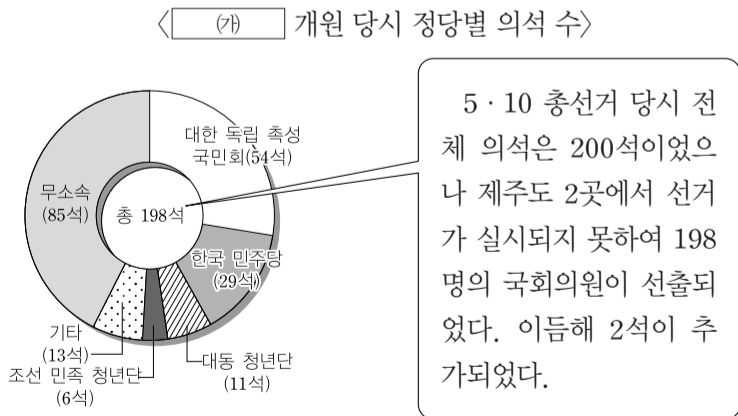 〈 ㈎ 개원 당시 정당별 의석 수〉
대한 독립 촉성
국민회(54석)
무소속
(85석)
총 198석
한국 민주당
(29석)
기타
(13석)
대동 청년단
(11석)
조선 민족 청년단
(6석)
5 · 10 총선거 당시 전
체 의석은 200석이었으
나 제주도 2곳에서 선거
가 실시되지 못하여 198
명의 국회의원이 선출되
었다. 이듬해 2석이 추
가되었다.